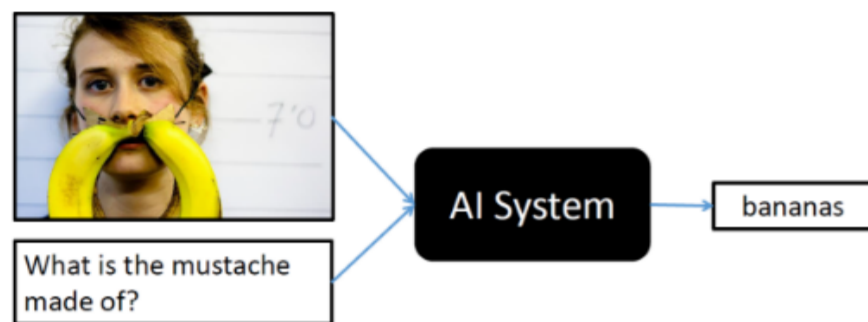 7'0
What is the mustache
made of?
AI System
bananas